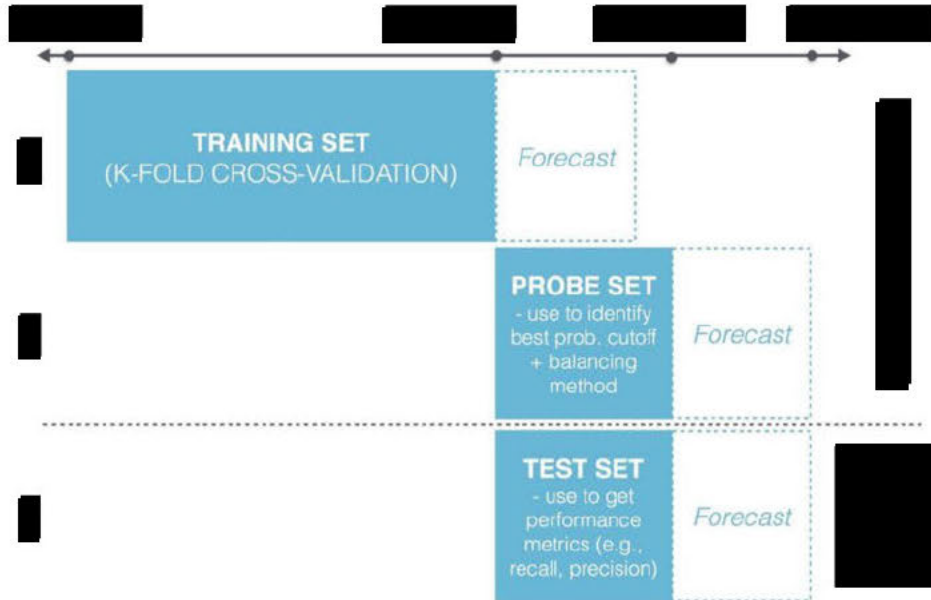 TRAINING SET
(K-FOLD CROSS-VALIDATION)
Forecast
PROBE SET
- use to identify
best prob. cutoff
+ balancing
method
Forecast
TEST SET
- use to get
performance
metrics (e.g.,
recall, precision)
Forecast